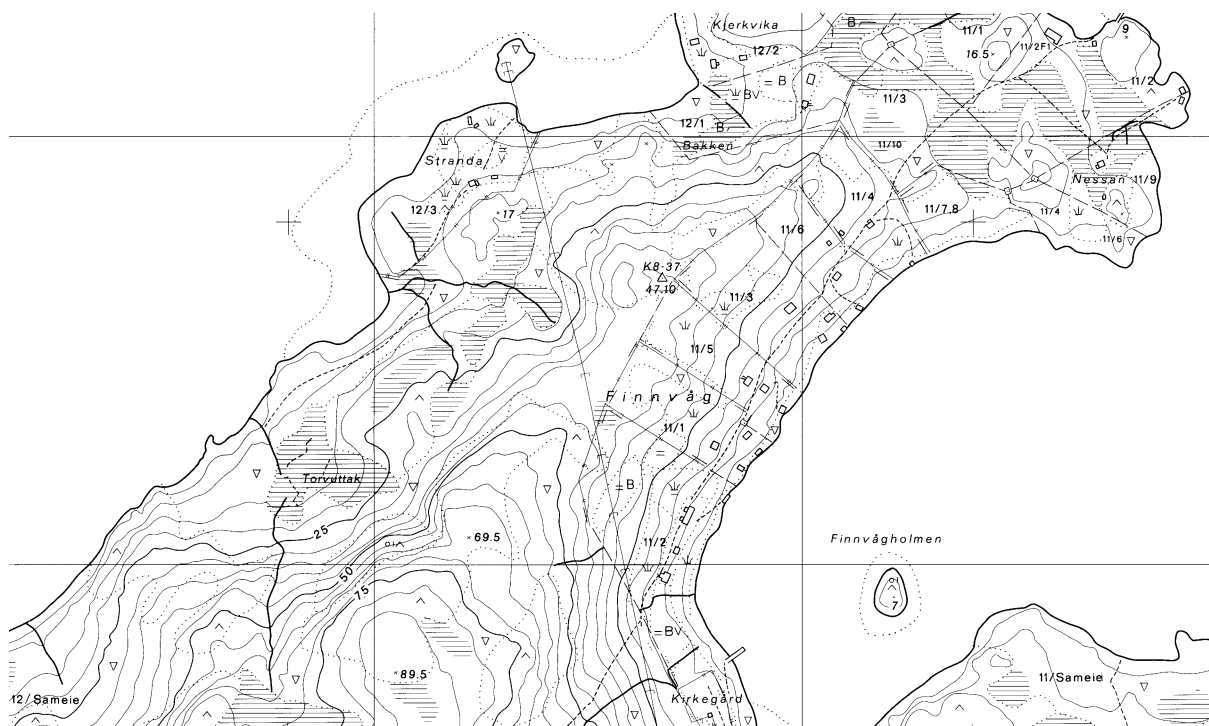 Kjerkvika
B
11/1
9
12/2
16.5
11/2F1
= B
11/2
BV
11/3
12/1
B
Bakken
11/10
Stranda
Nessan
11/9
12/3
17
11/4
11/7.8
11/4
11/6
11/6
K8-37
47.10
11/3
11/5
Finnvåg
11/1
Torvuttak
=B
25
69.5
Finnvågholmen
11/2
50
75
7
=BV
89.5
11/Sameie
12/Sameie
Kirkegård